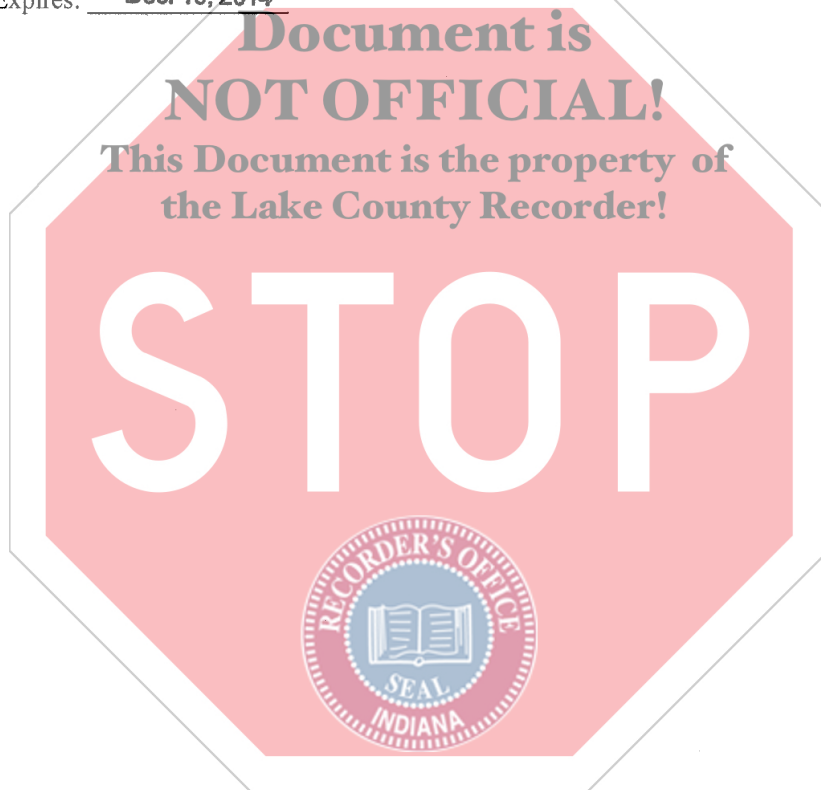 Expires:
Document is
NOT OFFICIAL!
This Document is the property of
the Lake County Recorder!
STOP
RECORDER'S OFFICE
SEAL
INDIANA